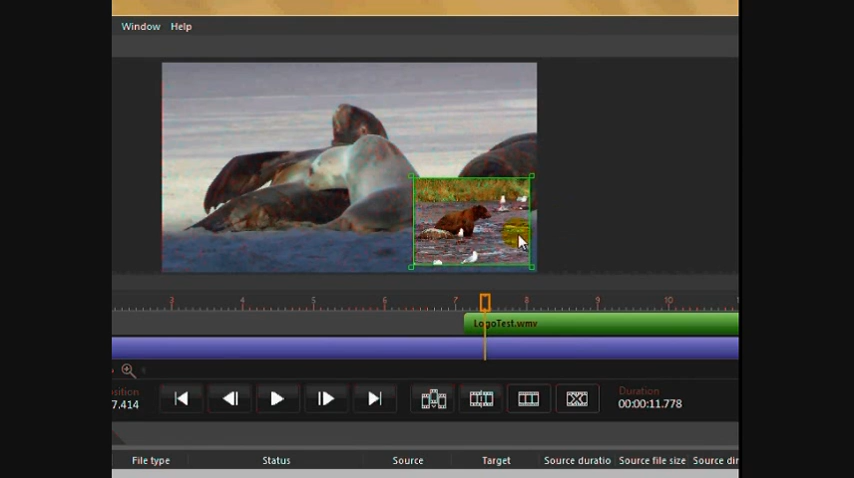 Window Help
3 4 5 6 7 8 9 10
LogoTest.wmv
sition
7.414
Duration
00:00:11.778
File type Status Source Target Source duratio Source file size Source dir